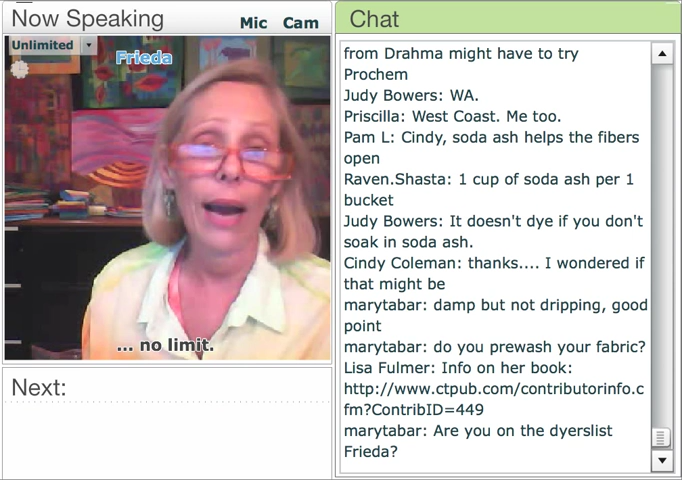 Now Speaking
Mic Cam
Unlimited
Frieda
... no limit.
Next:
Chat
from Drahma might have to try
Prochem
Judy Bowers: WA.
Priscilla: West Coast. Me too.
Pam L: Cindy, soda ash helps the fibers
open
Raven.Shasta: 1 cup of soda ash per 1
bucket
Judy Bowers: It doesn't dye if you don't
soak in soda ash.
Cindy Coleman: thanks.... I wondered if
that might be
marytabar: damp but not dripping, good
point
marytabar: do you prewash your fabric?
Lisa Fulmer: Info on her book:
http://www.ctpub.com/contributorinfo.c
fm?ContribID=449
marytabar: Are you on the dyerslist
Frieda?